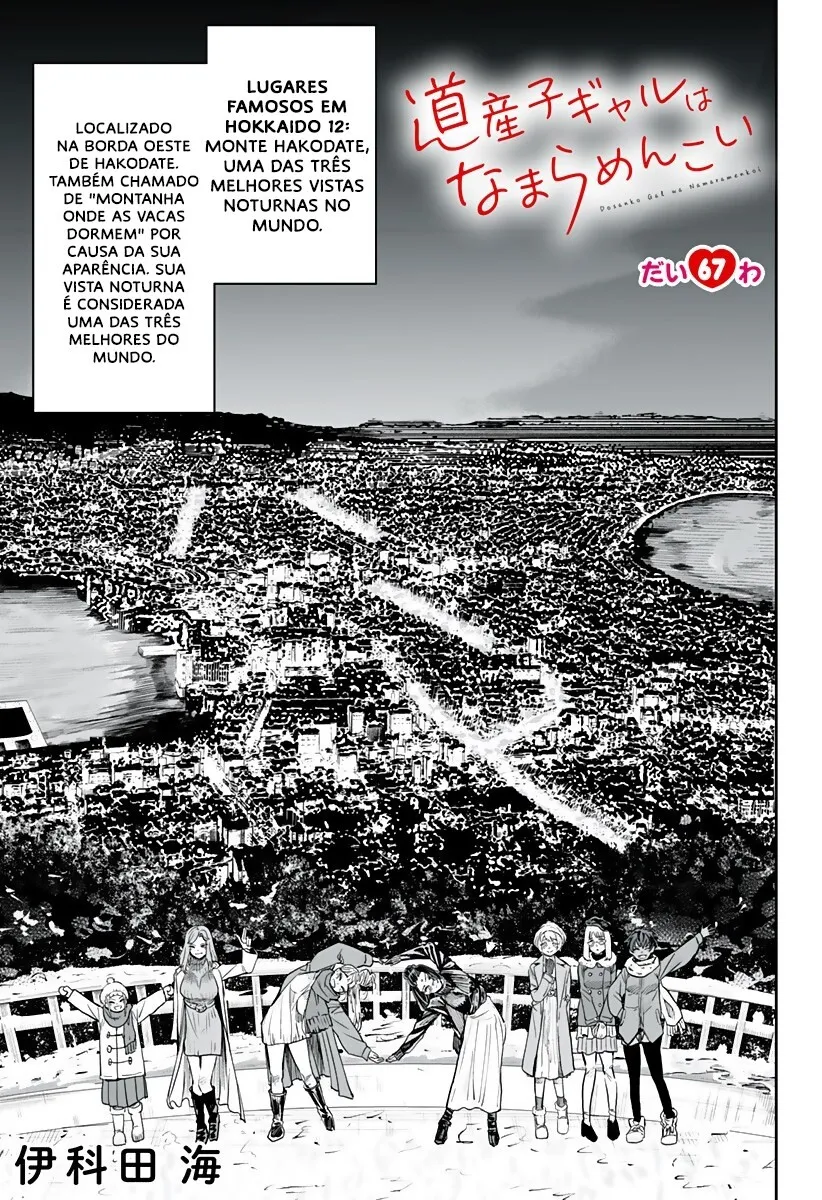 道産子ギャルは
なまらめんこい
Dosanko Gal wa Namaramenkoi
だい67わ
LUGARES
FAMOSOS EM
HOKKAIDO 12:
MONTE HAKODATE,
UMA DAS TRÊS
MELHORES VISTAS
NOTURNAS NO
MUNDO.
LOCALIZADO
NA BORDA OESTE
DE HAKODATE.
TAMBÉM CHAMADO
DE "MONTANHA
ONDE AS VACAS
DORMEM" POR
CAUSA DA SUA
APARÊNCIA. SUA
VISTA NOTURNA
É CONSIDERADA
UMA DAS TRÊS
MELHORES DO
MUNDO.
伊科田 海